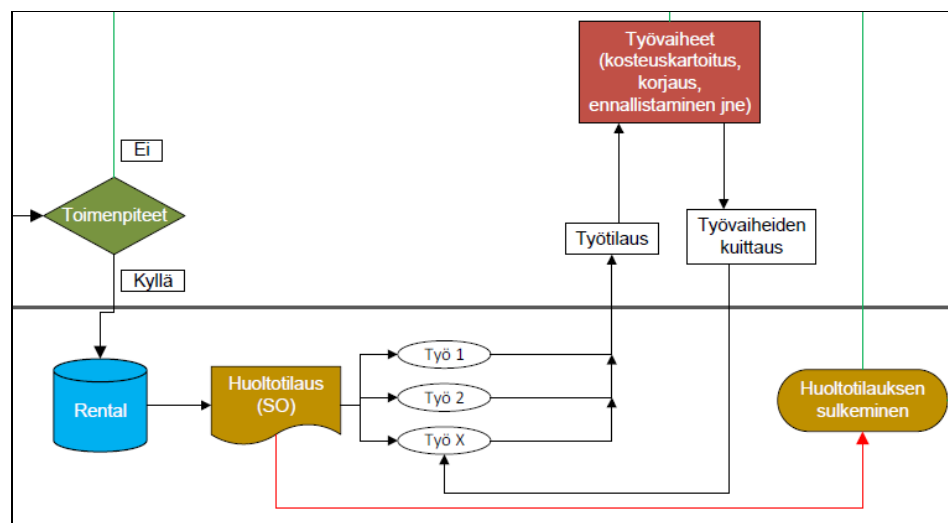 Työvaiheet
(kosteuskartoitus,
korjaus,
ennallistaminen jne)
Ei
Toimenpiteet
Työtilaus
Työvaiheiden
kuittaus
Kyllä
Rental
Huoltotilaus
(SO)
Työ 1
Työ 2
Työ X
Huoltotilauksen
sulkeminen